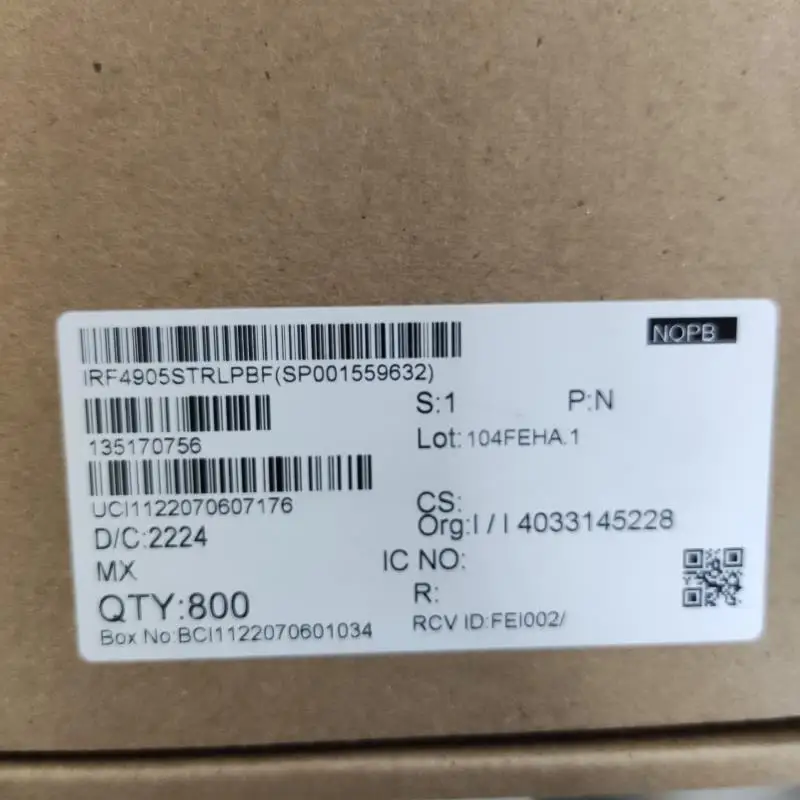 NOPB
IRF4905STRLPBF(SP001559632)
S:1 P:N
135170756
Lot: 104FEHA.1
UCI1122070607176
CS:
D/C:2224
Org:I / I 4033145228
MX
IC NO:
QTY:800
R:
Box No:BCI1122070601034
RCV ID:FEI002/